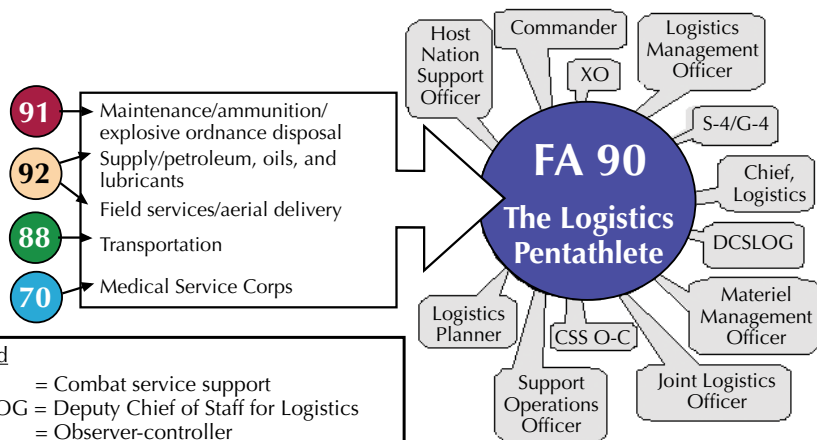 91
92
88
70
Maintenance/ammunition/
explosive ordnance disposal
Supply/petroleum, oils, and
lubricants
Field services/aerial delivery
Transportation
Medical Service Corps
Host
Nation
Support
Officer
Commander
XO
Logistics
Management
Officer
S-4/G-4
Chief,
Logistics
DCSLOG
Materiel
Management
Officer
Joint Logistics
Officer
CSS O-C
Support
Operations
Officer
Logistics
Planner
FA 90
The Logistics
Pentathlete
= Combat service support
OG = Deputy Chief of Staff for Logistics
= Observer-controller